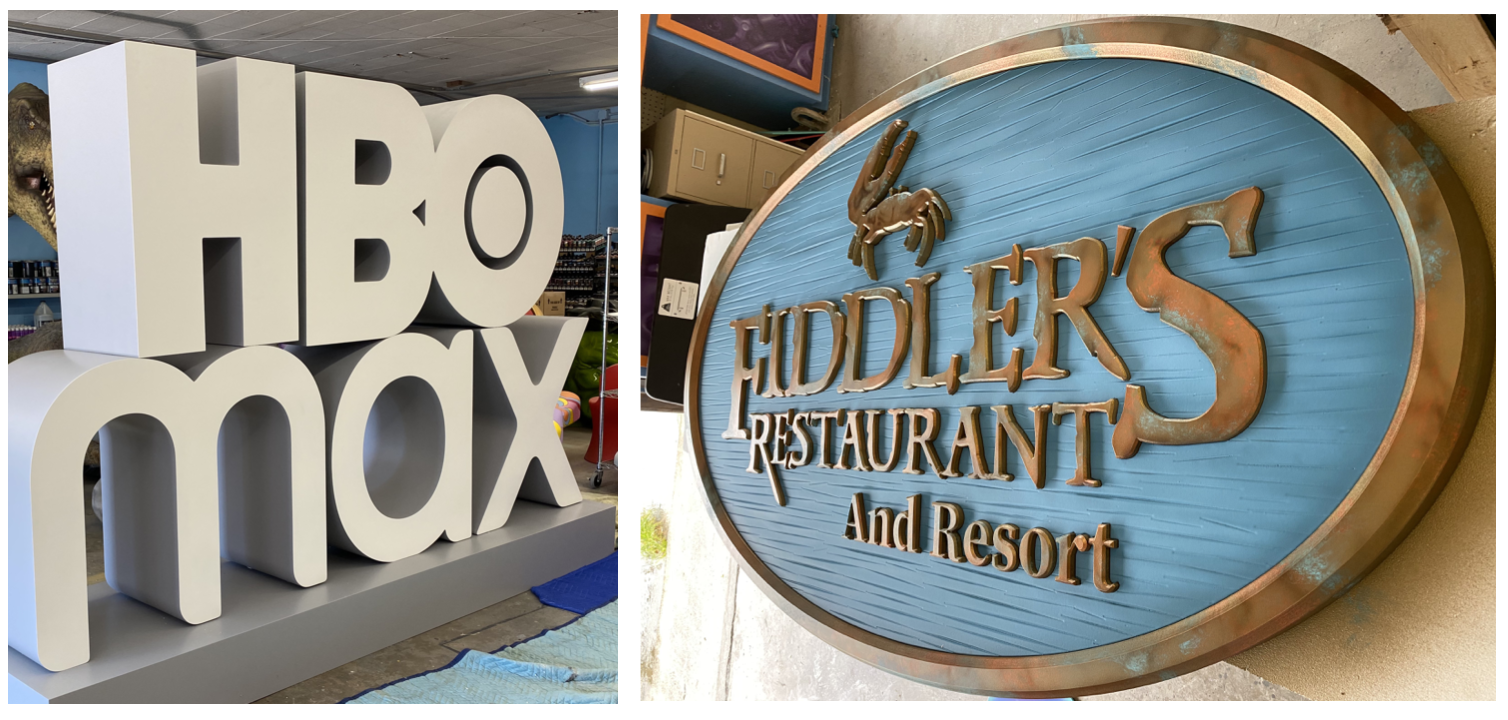 HBO
max
FIDDLER'S
RESTAURANT
And Resort